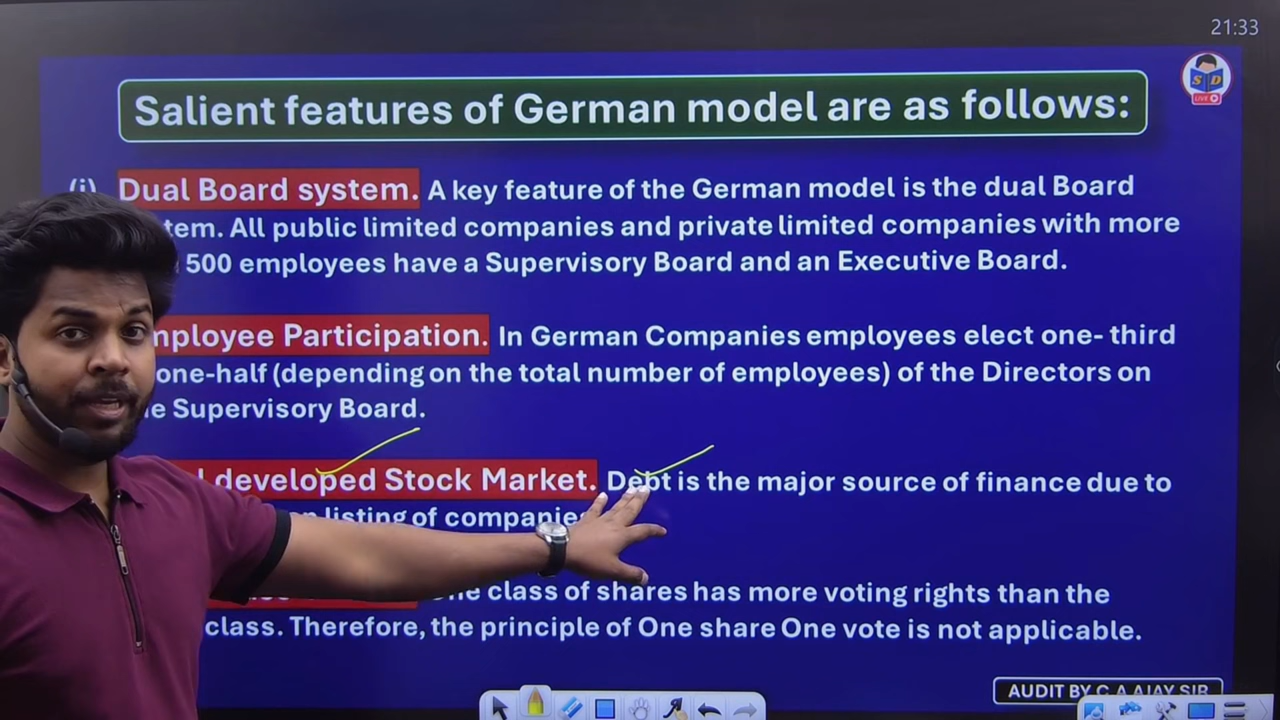 21:33
Salient features of German model are as follows:
S D
LIVE
(i) Dual Board system. A key feature of the German model is the dual Board
tem. All public limited companies and private limited companies with more
500 employees have a Supervisory Board and an Executive Board.
mployee Participation. In German Companies employees elect one- third
one-half (depending on the total number of employees) of the Directors on
e Supervisory Board.
developed Stock Market. Debt is the major source of finance due to
listing of companies
class of shares has more voting rights than the
class. Therefore, the principle of One share One vote is not applicable.
AUDIT BY C A AJAY SIR